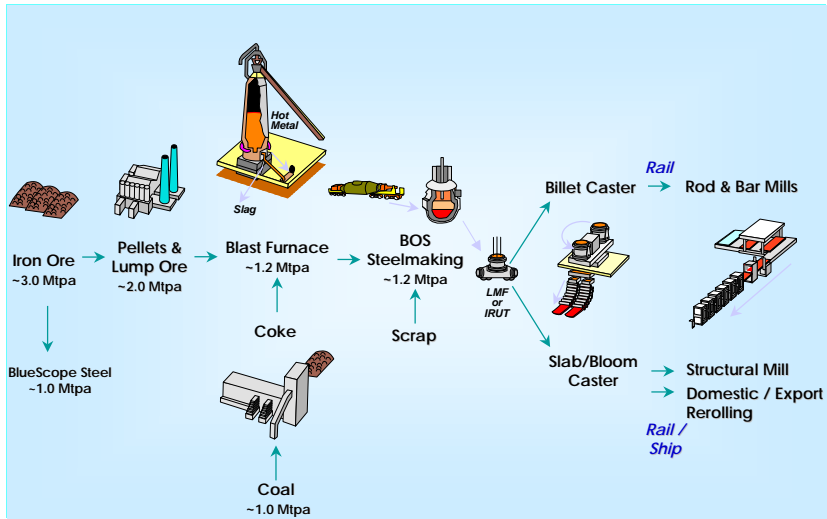 Hot
Metal
Slag
Rail
Billet Caster
Rod & Bar Mills
Iron Ore
~3.0 Mtpa
Pellets &
Lump Ore
~2.0 Mtpa
Blast Furnace
~1.2 Mtpa
BOS
Steelmaking
~1.2 Mtpa
LMF
or
IRUT
Coke
Scrap
BlueScope Steel
~1.0 Mtpa
Slab/Bloom
Caster
Structural Mill
Domestic / Export
Rerolling
Rail /
Ship
Coal
~1.0 Mtpa